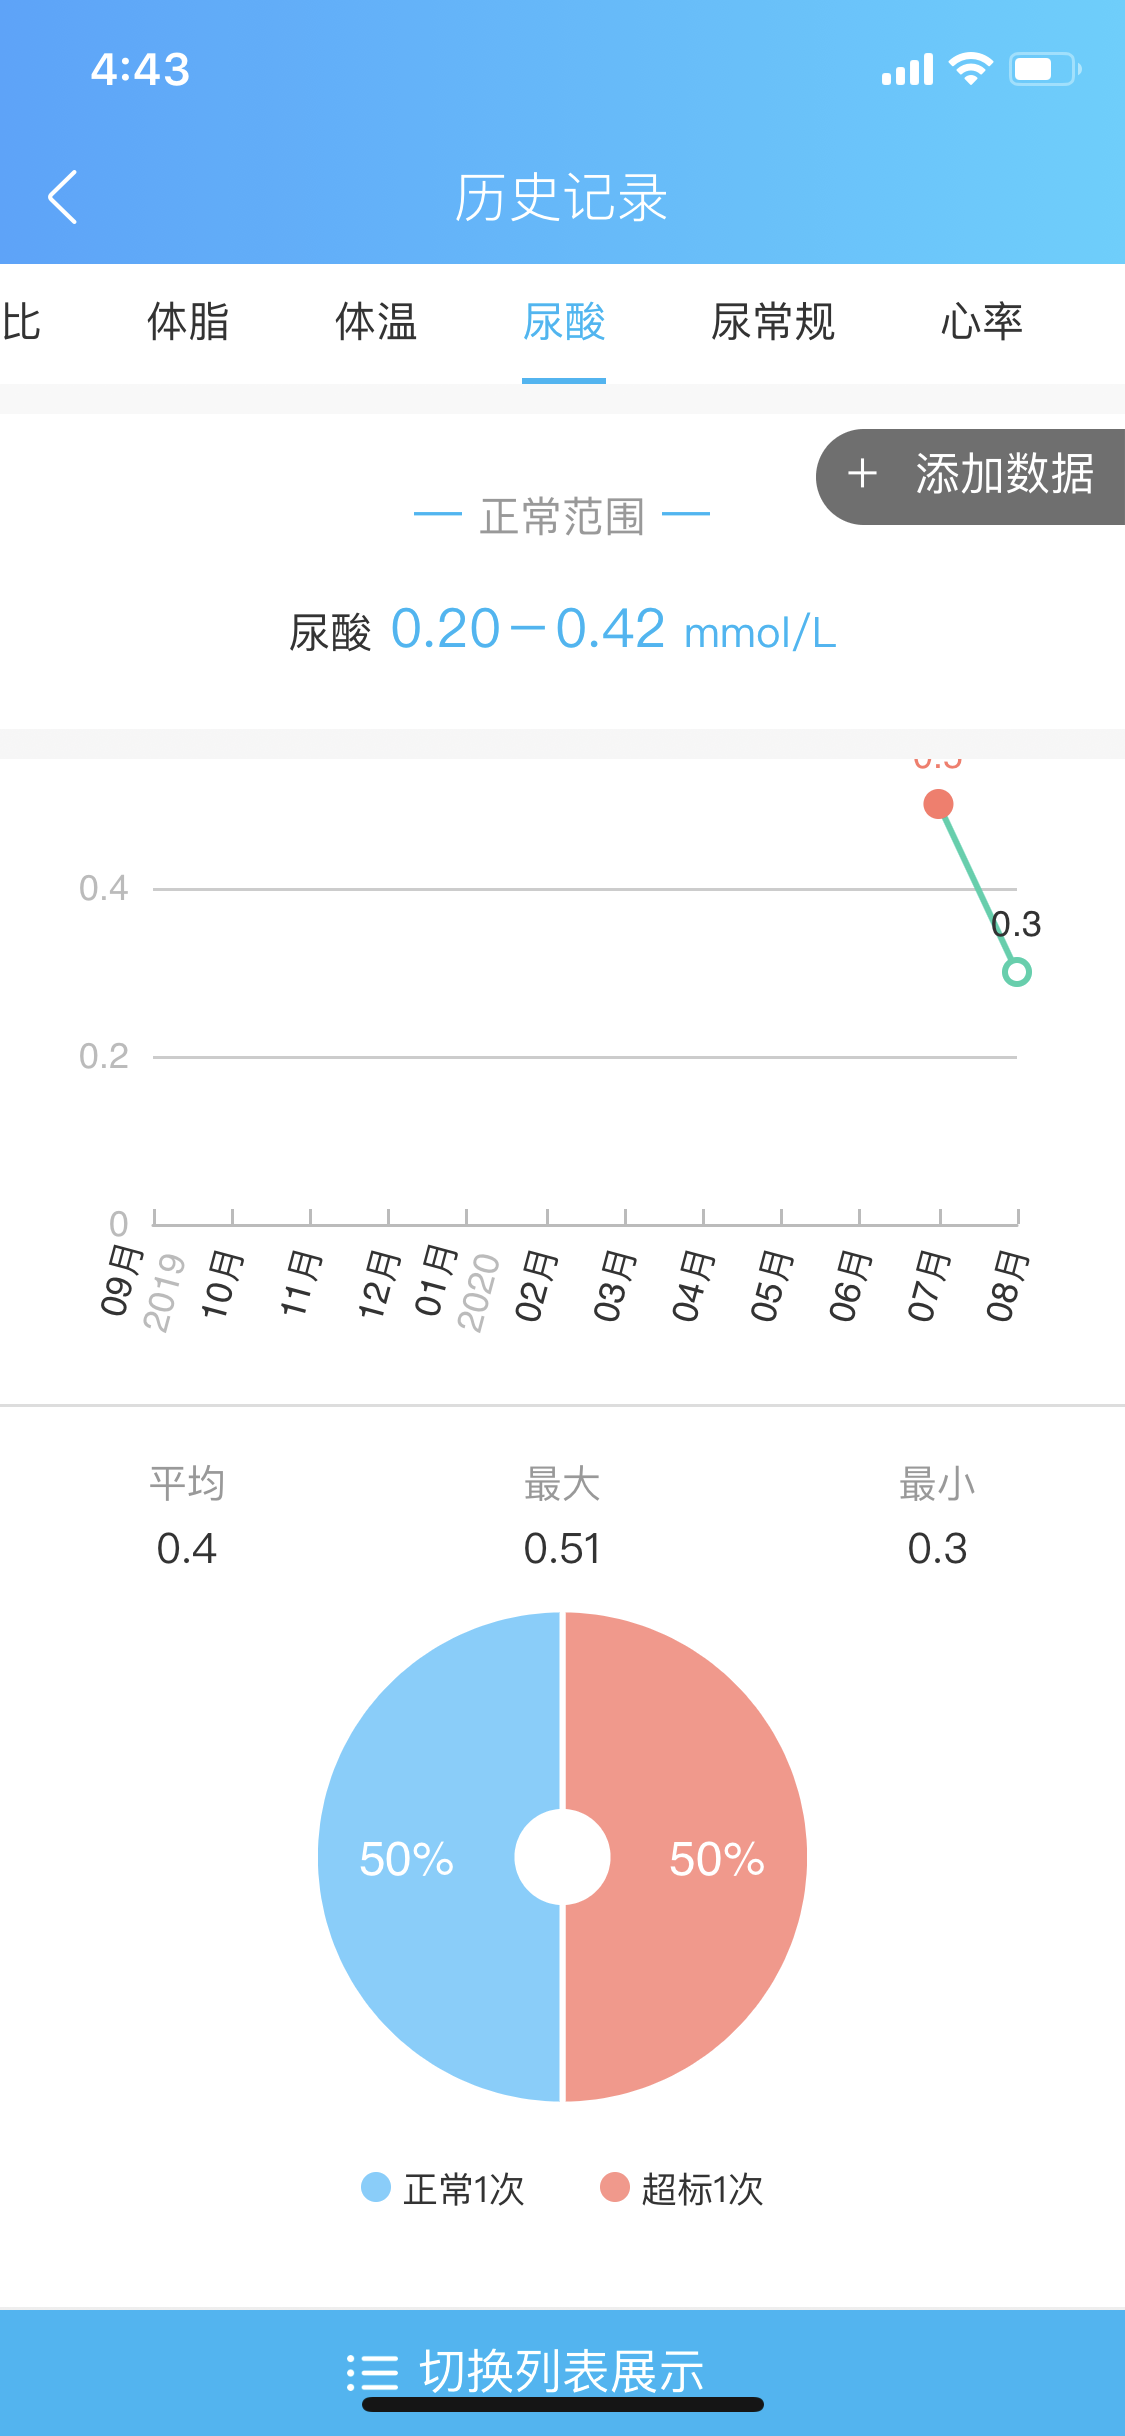 4:43
历史记录
比 体脂 体温 尿酸 尿常规 心率
+ 添加数据
正常范围
尿酸 0.20－0.42 mmol/L
0.4
0.3
0.2
0
09月 2019 10月 11月 12月 01月 2020 02月 03月 04月 05月 06月 07月 08月
平均 最大 最小
0.4 0.51 0.3
50% 50%
正常1次 超标1次
切换列表展示